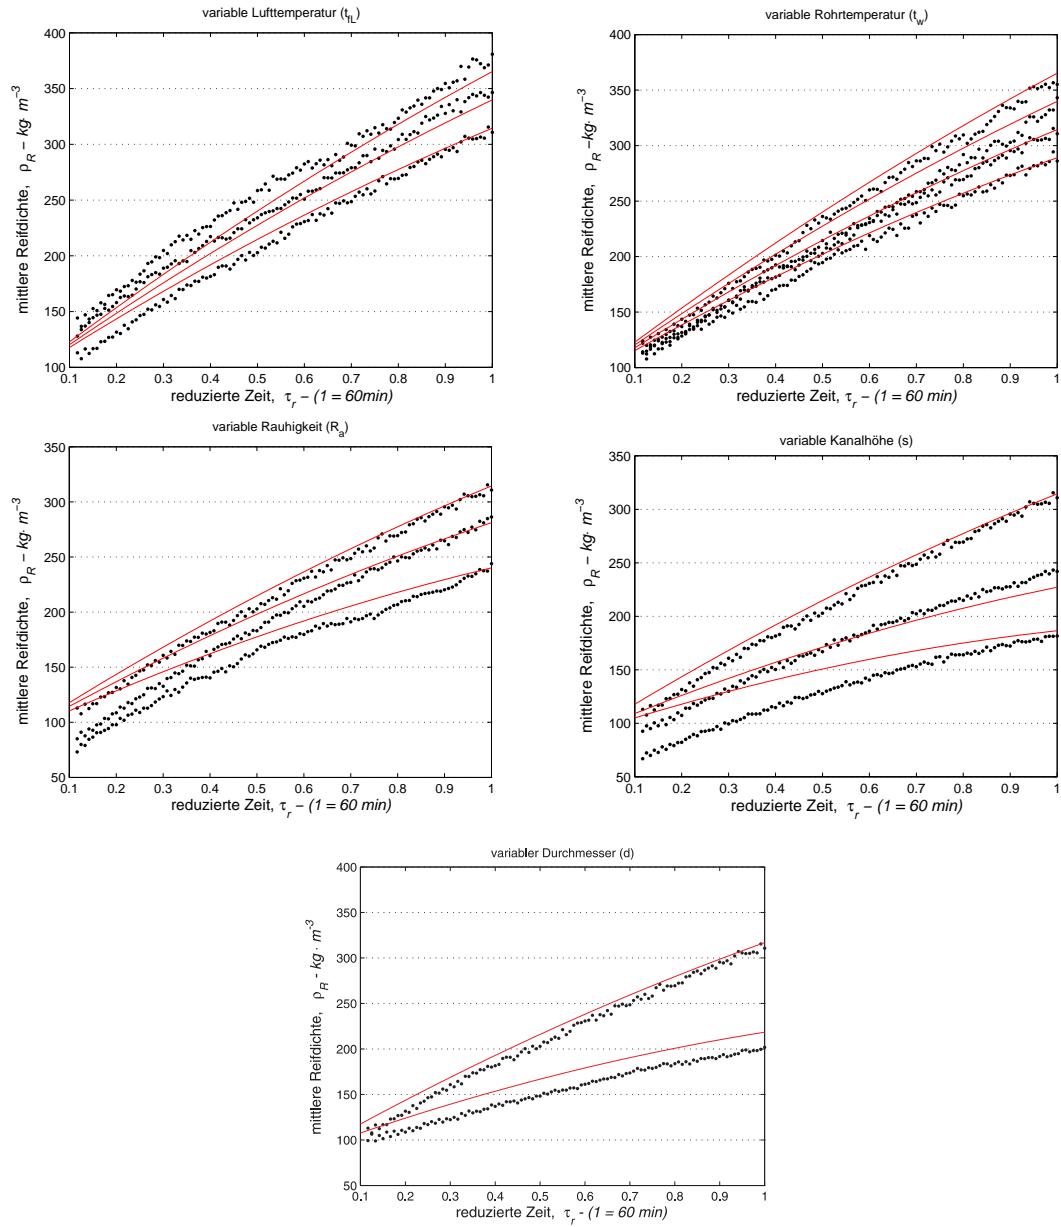 variable Lufttemperatur (t_fL)
400
350
300
250
200
150
100
mittlere Reifdichte, ρ_R − kg· m^−3
0.1 0.2 0.3 0.4 0.5 0.6 0.7 0.8 0.9 1
reduzierte Zeit, τ_r − (1 = 60min)
variable Rohrtemperatur (t_w)
400
350
300
250
200
150
100
mittlere Reifdichte, ρ_R −kg· m^−3
0.1 0.2 0.3 0.4 0.5 0.6 0.7 0.8 0.9 1
reduzierte Zeit, τ_r − (1 = 60 min)
variable Rauhigkeit (R_a)
350
300
250
200
150
100
50
mittlere Reifdichte, ρ_R − kg· m^−3
0.1 0.2 0.3 0.4 0.5 0.6 0.7 0.8 0.9 1
reduzierte Zeit, τ_r − (1 = 60 min)
variable Kanalhöhe (s)
350
300
250
200
150
100
50
mittlere Reifdichte, ρ_R − kg· m^−3
0.1 0.2 0.3 0.4 0.5 0.6 0.7 0.8 0.9 1
reduzierte Zeit, τ_r − (1 = 60 min)
variabler Durchmesser (d)
400
350
300
250
200
150
100
50
mittlere Reifdichte, ρ_R - kg · m^-3
0.1 0.2 0.3 0.4 0.5 0.6 0.7 0.8 0.9 1
reduzierte Zeit, τ_r - (1 = 60 min)